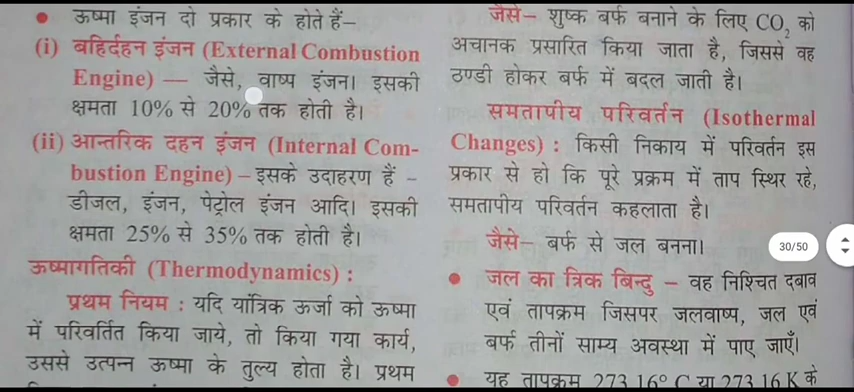 • ऊष्मा इंजन दो प्रकार के होते हैं–
(i) बहिर्दहन इंजन (External Combustion
Engine) — जैसे, वाष्प इंजन। इसकी
क्षमता 10% से 20% तक होती है।
(ii) आन्तरिक दहन इंजन (Internal Com-
bustion Engine) – इसके उदाहरण हैं -
डीजल, इंजन, पेट्रोल इंजन आदि। इसकी
क्षमता 25% से 35% तक होती है।
ऊष्मागतिकी (Thermodynamics) :
प्रथम नियम : यदि यांत्रिक ऊर्जा को ऊष्मा
में परिवर्तित किया जाये, तो किया गया कार्य,
उससे उत्पन्न ऊष्मा के तुल्य होता है। प्रथम
जैसे– शुष्क बर्फ बनाने के लिए CO₂ को
अचानक प्रसारित किया जाता है, जिससे वह
ठण्डी होकर बर्फ में बदल जाती है।
समतापीय परिवर्तन (Isothermal
Changes) : किसी निकाय में परिवर्तन इस
प्रकार से हो कि पूरे प्रक्रम में ताप स्थिर रहे,
समतापीय परिवर्तन कहलाता है।
जैसे– बर्फ से जल बनना।
• जल का त्रिक बिन्दु – वह निश्चित दबाव
एवं तापक्रम जिसपर जलवाष्प, जल एवं
बर्फ तीनों साम्य अवस्था में पाए जाएँ।
• यह तापक्रम 273.16° C या 273.16 K के
30/50